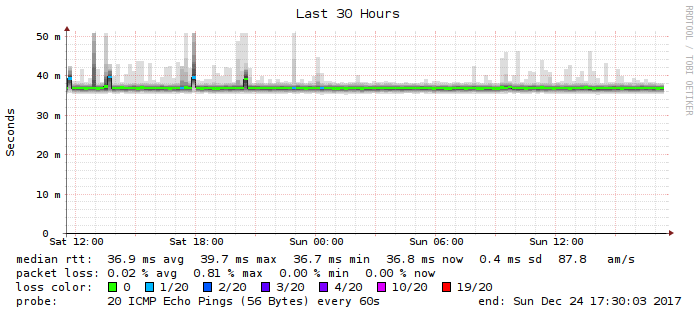 Last 30 Hours
RRDTOOL / TOBI OETIKER
Seconds
50 m
40 m
30 m
20 m
10 m
0
Sat 12:00 Sat 18:00 Sun 00:00 Sun 06:00 Sun 12:00
median rtt: 36.9 ms avg 39.7 ms max 36.7 ms min 36.8 ms now 0.4 ms sd 87.8 am/s
packet loss: 0.02 % avg 0.81 % max 0.00 % min 0.00 % now
loss color: 0 1/20 2/20 3/20 4/20 10/20 19/20
probe: 20 ICMP Echo Pings (56 Bytes) every 60s end: Sun Dec 24 17:30:03 2017